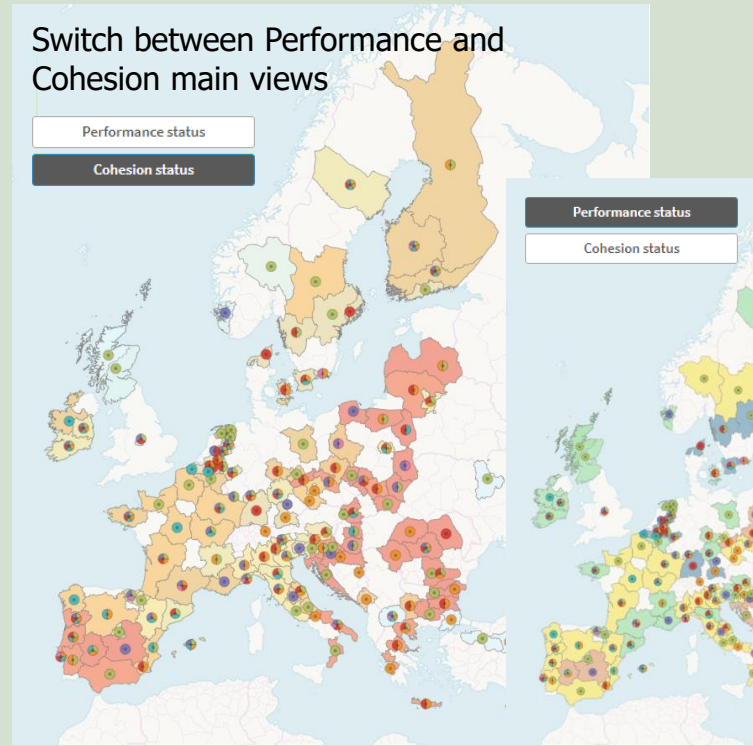 Switch between Performance and
Cohesion main views
Performance status
Cohesion status
Performance status
Cohesion status